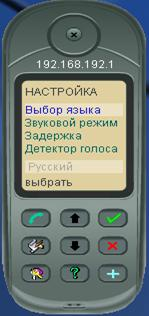 192.168.192.1
НАСТРОЙКА
Выбор языка
Звуковой режим
Задержка
Детектор голоса
Русский
выбрать